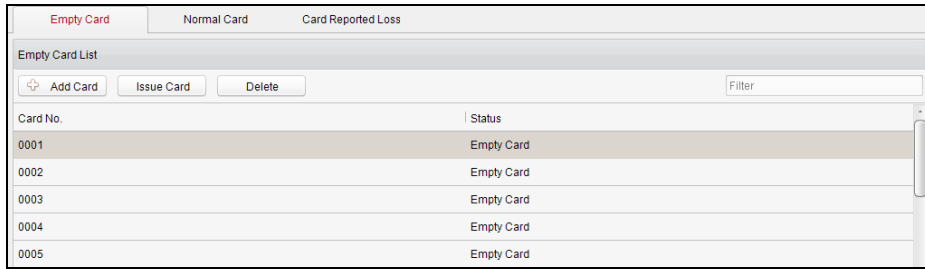 Empty Card Normal Card Card Reported Loss
Empty Card List
Add Card Issue Card Delete Filter
Card No. Status
0001 Empty Card
0002 Empty Card
0003 Empty Card
0004 Empty Card
0005 Empty Card